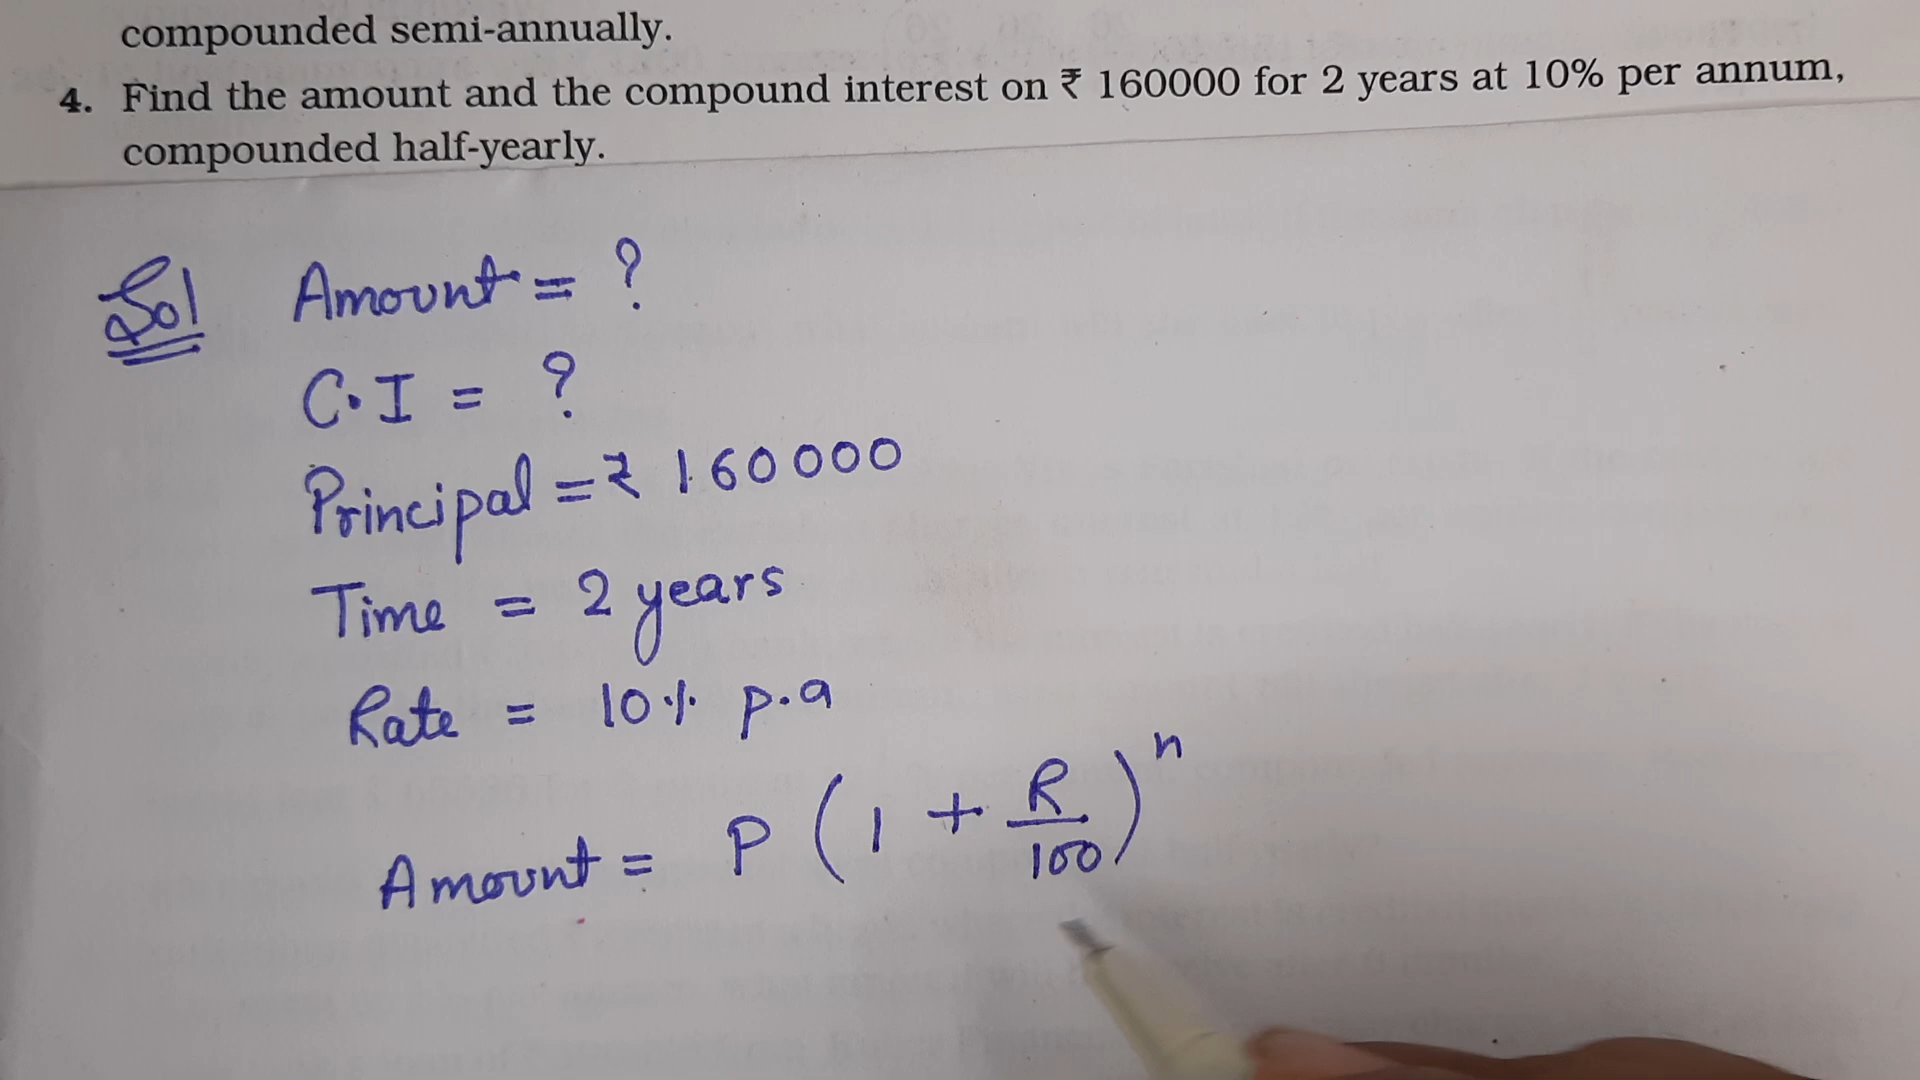 compounded semi-annually.
4. Find the amount and the compound interest on ₹ 160000 for 2 years at 10% per annum,
compounded half-yearly.
Sol Amount = ?
C.I = ?
Principal = ₹ 160000
Time = 2 years
Rate = 10% p.a
Amount = P (1 + R/100)^n